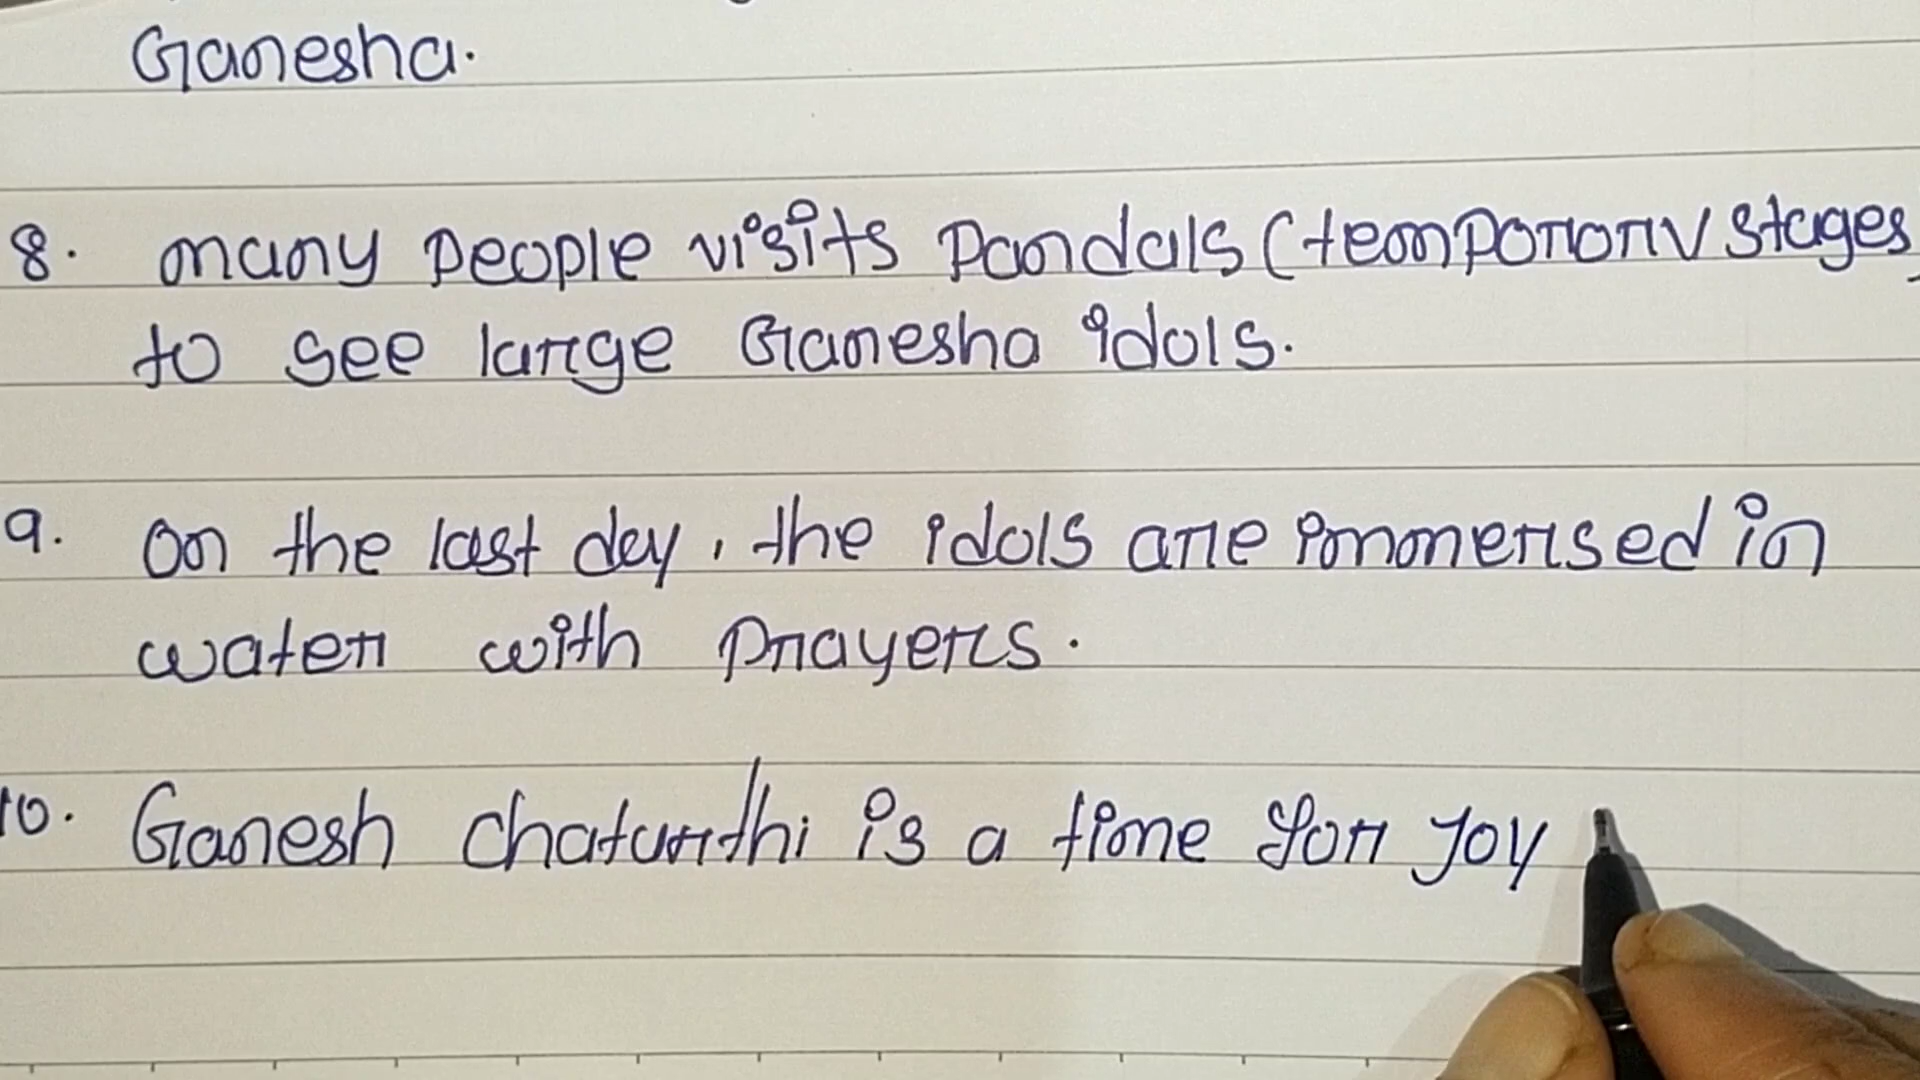 Ganesha.
8. many people visits pandals (temporory stages,
to see large Ganesha idols.
9. on the last day, the idols are immersed in
water with prayers.
10. Ganesh chaturthi is a time for joy